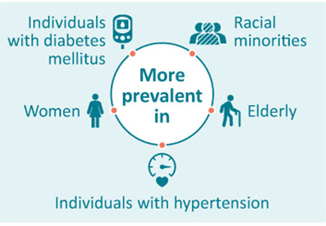 Individuals
with diabetes
mellitus
Racial
minorities
More
prevalent
in
Women
Elderly
Individuals with hypertension